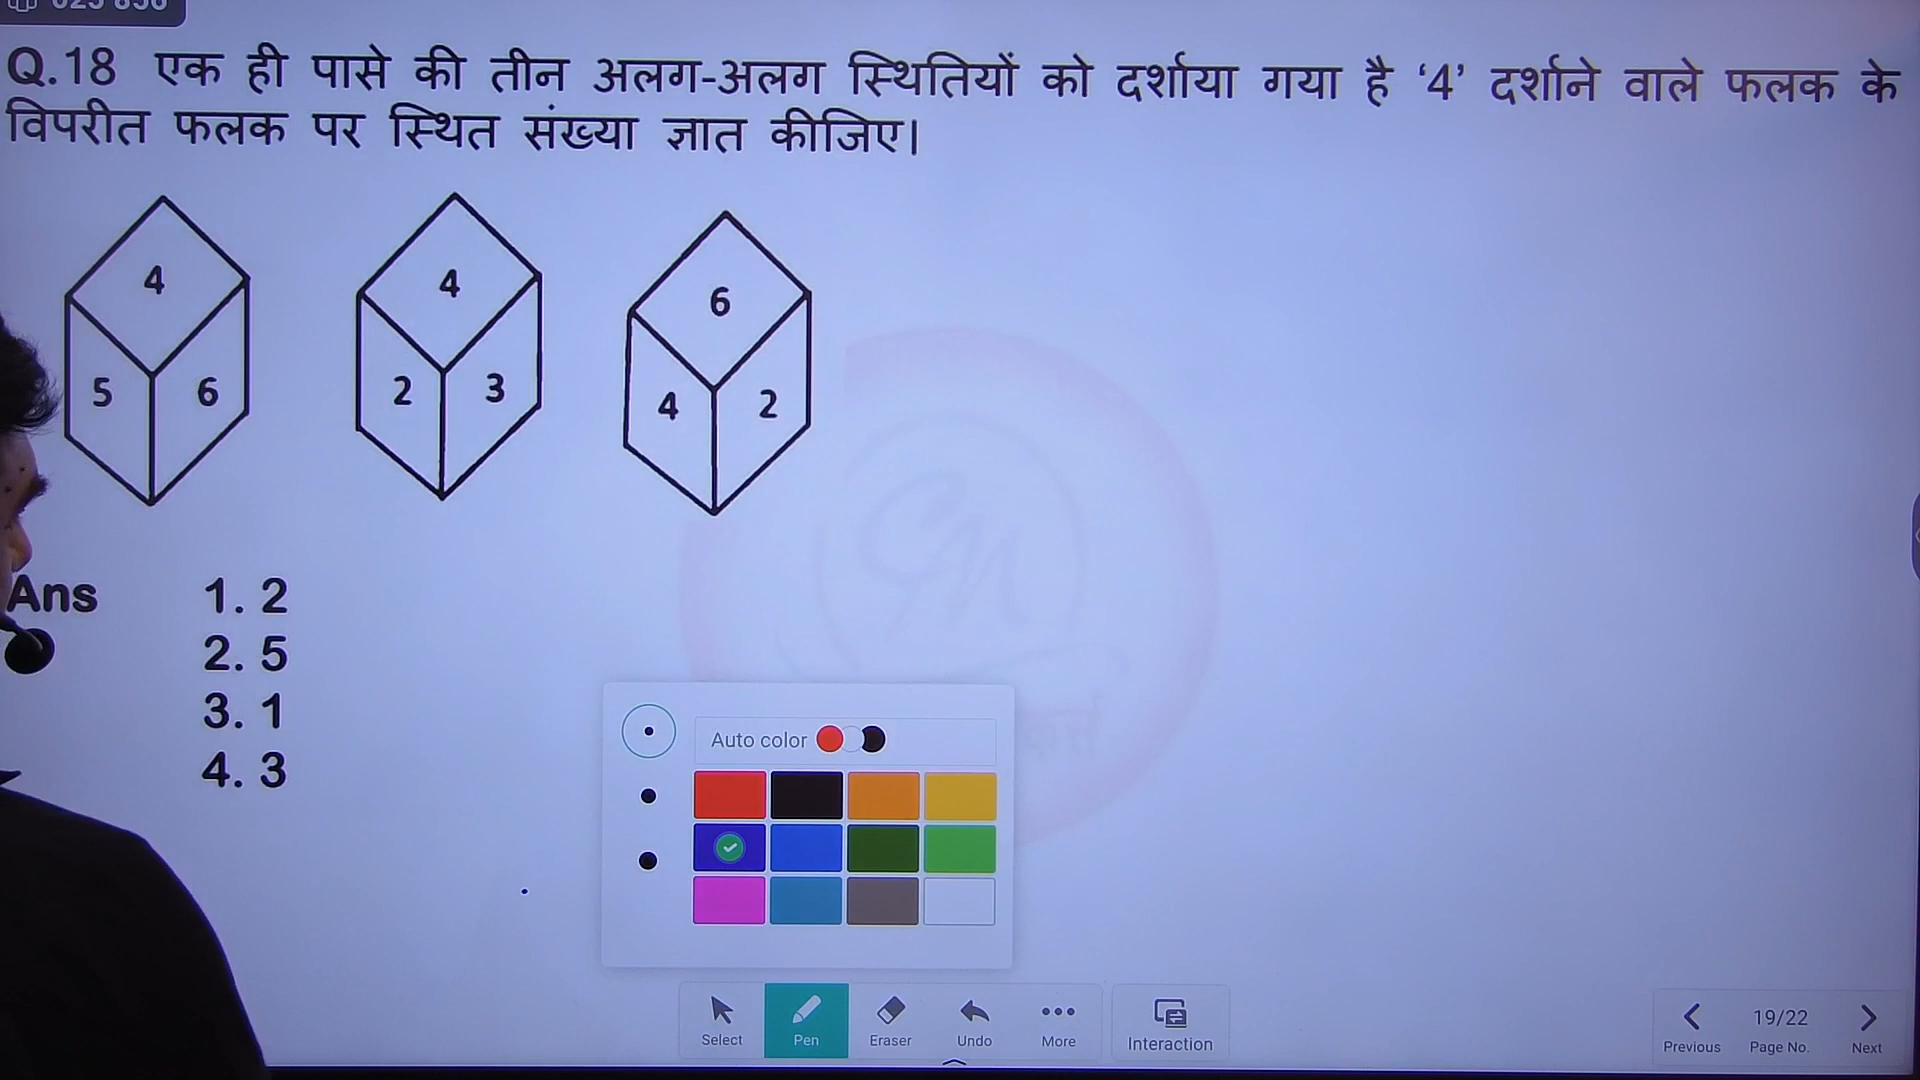 Q.18 एक ही पासे की तीन अलग-अलग स्थितियों को दर्शाया गया है ‘4’ दर्शाने वाले फलक के
विपरीत फलक पर स्थित संख्या ज्ञात कीजिए।
4
5 6
4
2 3
6
4 2
Ans 1. 2
2. 5
3. 1
4. 3
Auto color
Select
Pen
Eraser
Undo
More
Interaction
Previous
19/22
Page No.
Next